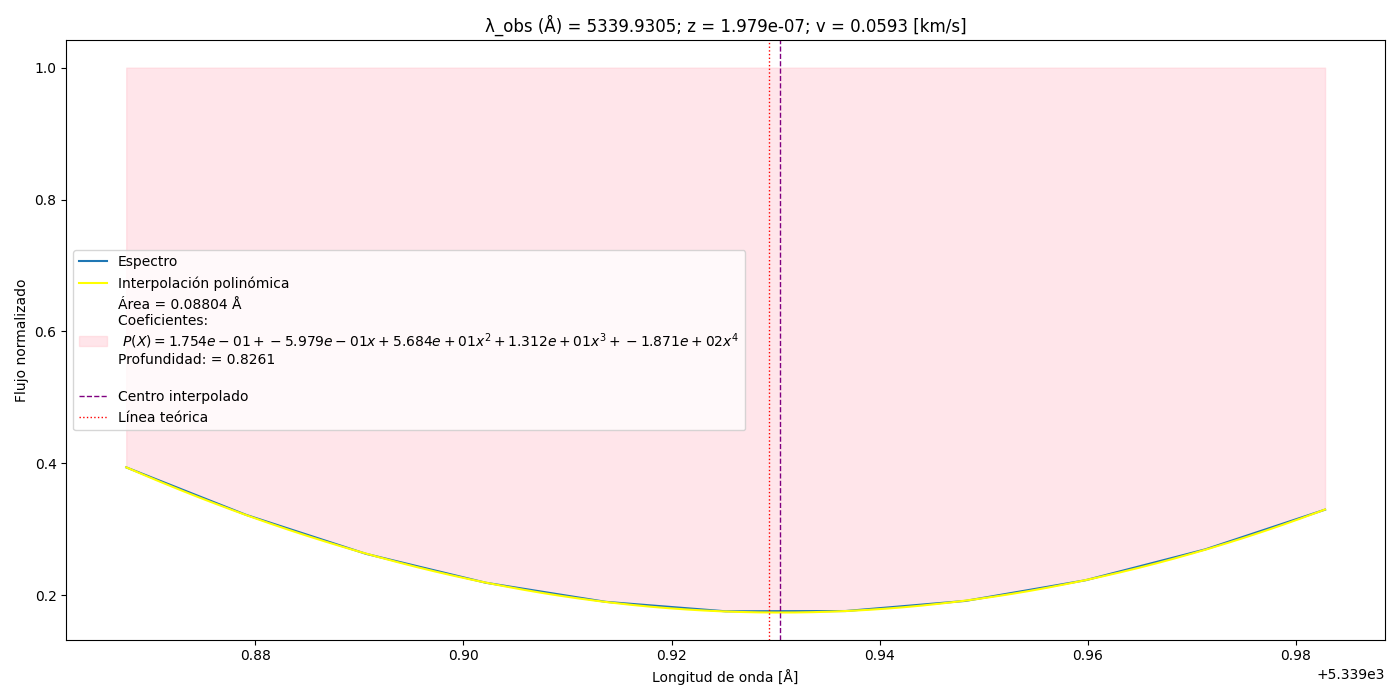 λ_obs (Å) = 5339.9305; z = 1.979e-07; v = 0.0593 [km/s]
1.0
0.8
0.6
0.4
0.2
Flujo normalizado
Espectro
Interpolación polinómica
Área = 0.08804 Å
Coeficientes:
P(X) = 1.754e − 01 + −5.979e − 01x + 5.684e + 01x² + 1.312e + 01x³ + −1.871e + 02x⁴
Profundidad: = 0.8261
Centro interpolado
Línea teórica
0.88 0.90 0.92 0.94 0.96 0.98
+5.339e3
Longitud de onda [Å]